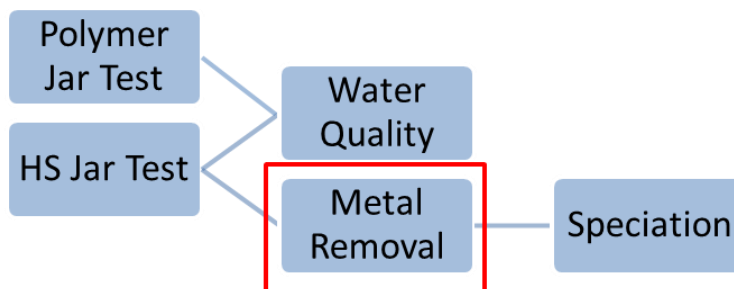 Polymer
Jar Test
HS Jar Test
Water
Quality
Metal
Removal
Speciation